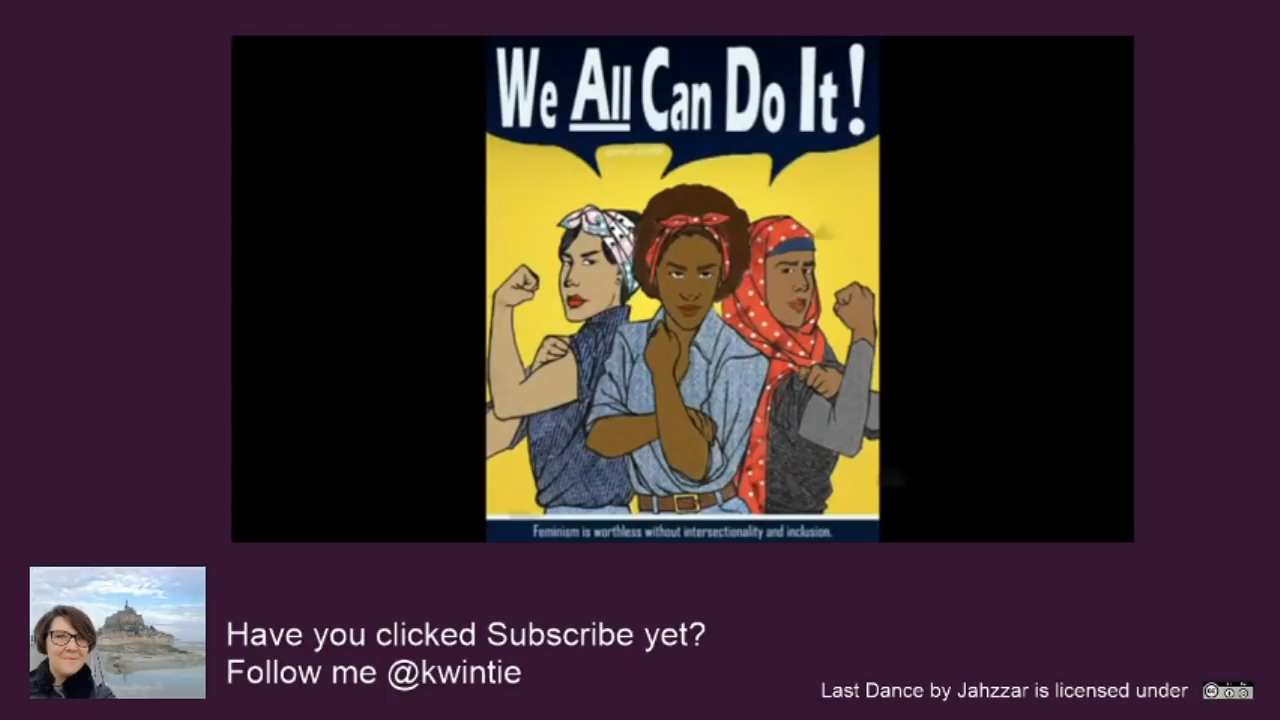 We All Can Do It!
Feminism is worthless without intersectionality and inclusion.
Have you clicked Subscribe yet?
Follow me @kwintie
Last Dance by Jahzzar is licensed under